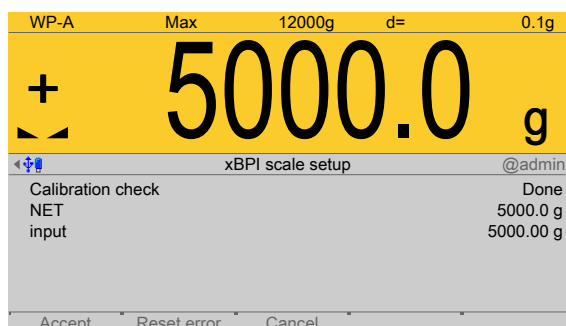 WP-A Max 12000g d= 0.1g
+ 5000.0 g
xBPI scale setup @admin
Calibration check Done
NET 5000.0 g
input 5000.00 g
Accept Reset error Cancel